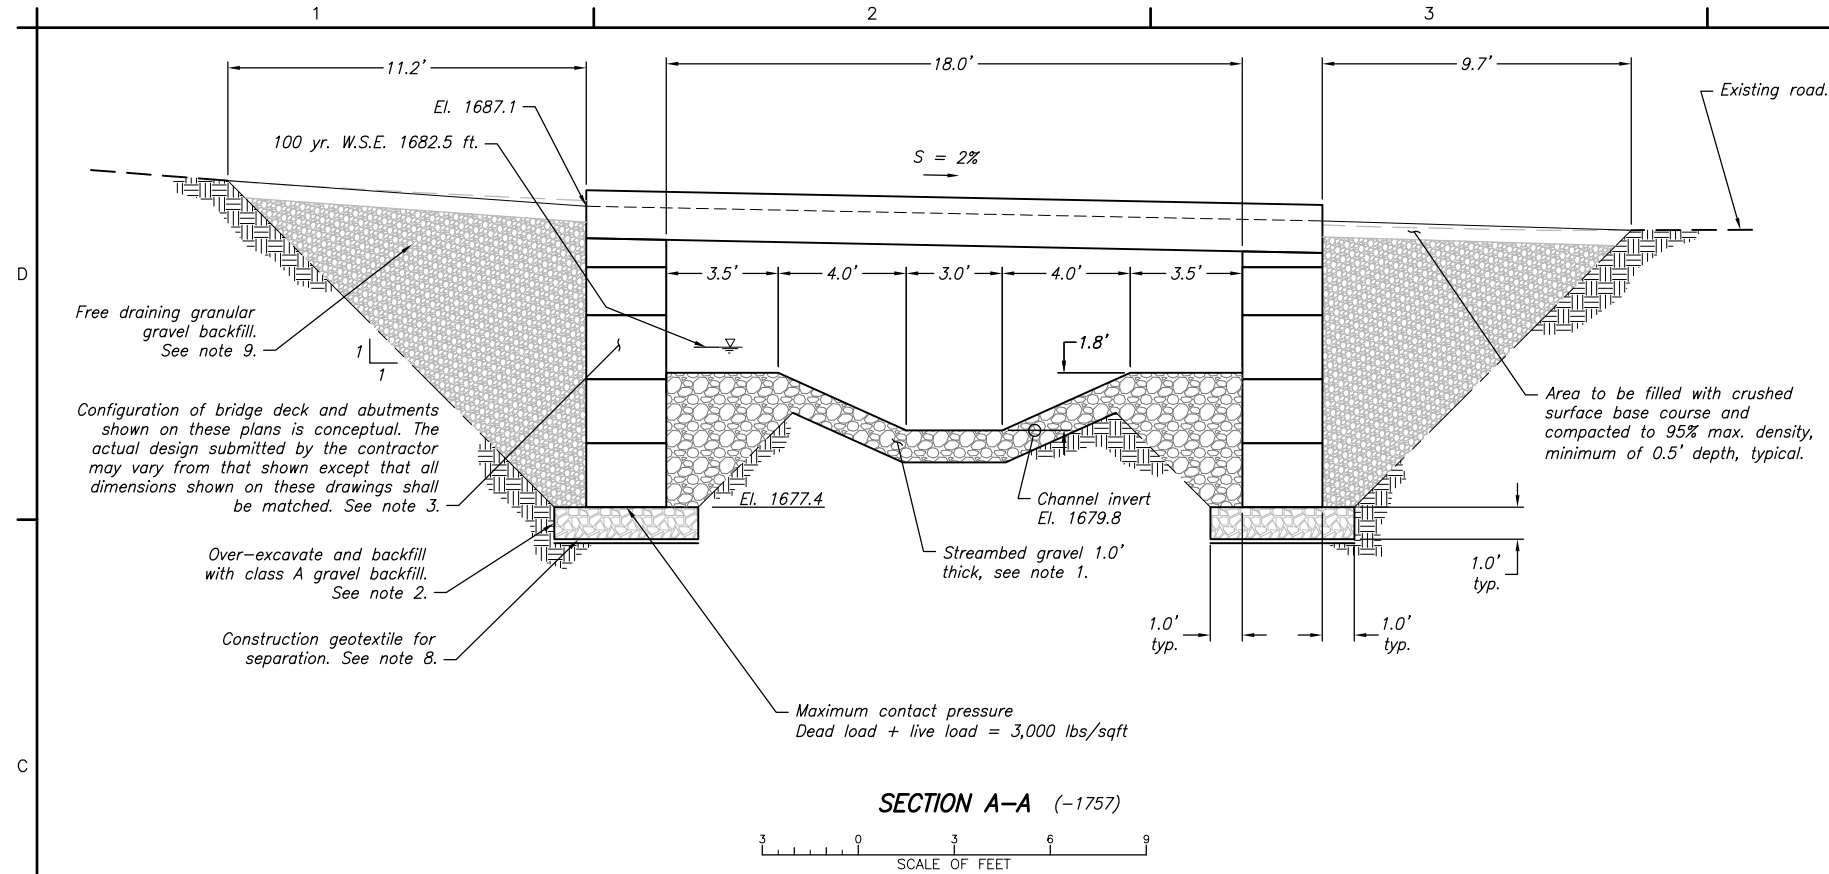 1
2
3
11.2'
18.0'
9.7'
El. 1687.1
Existing road.
100 yr. W.S.E. 1682.5 ft.
S = 2%
D
3.5'
4.0'
3.0'
4.0'
3.5'
Free draining granular
gravel backfill.
See note 9.
1
1
1.8'
Configuration of bridge deck and abutments
shown on these plans is conceptual. The
actual design submitted by the contractor
may vary from that shown except that all
dimensions shown on these drawings shall
be matched. See note 3.
Area to be filled with crushed
surface base course and
compacted to 95% max. density,
minimum of 0.5' depth, typical.
El. 1677.4
Channel invert
El. 1679.8
Over-excavate and backfill
with class A gravel backfill.
See note 2.
Streambed gravel 1.0'
thick, see note 1.
1.0'
typ.
1.0'
typ.
1.0'
typ.
Construction geotextile for
separation. See note 8.
Maximum contact pressure
Dead load + live load = 3,000 lbs/sqft
C
SECTION A-A (-1757)
3 0 3 6 9
SCALE OF FEET